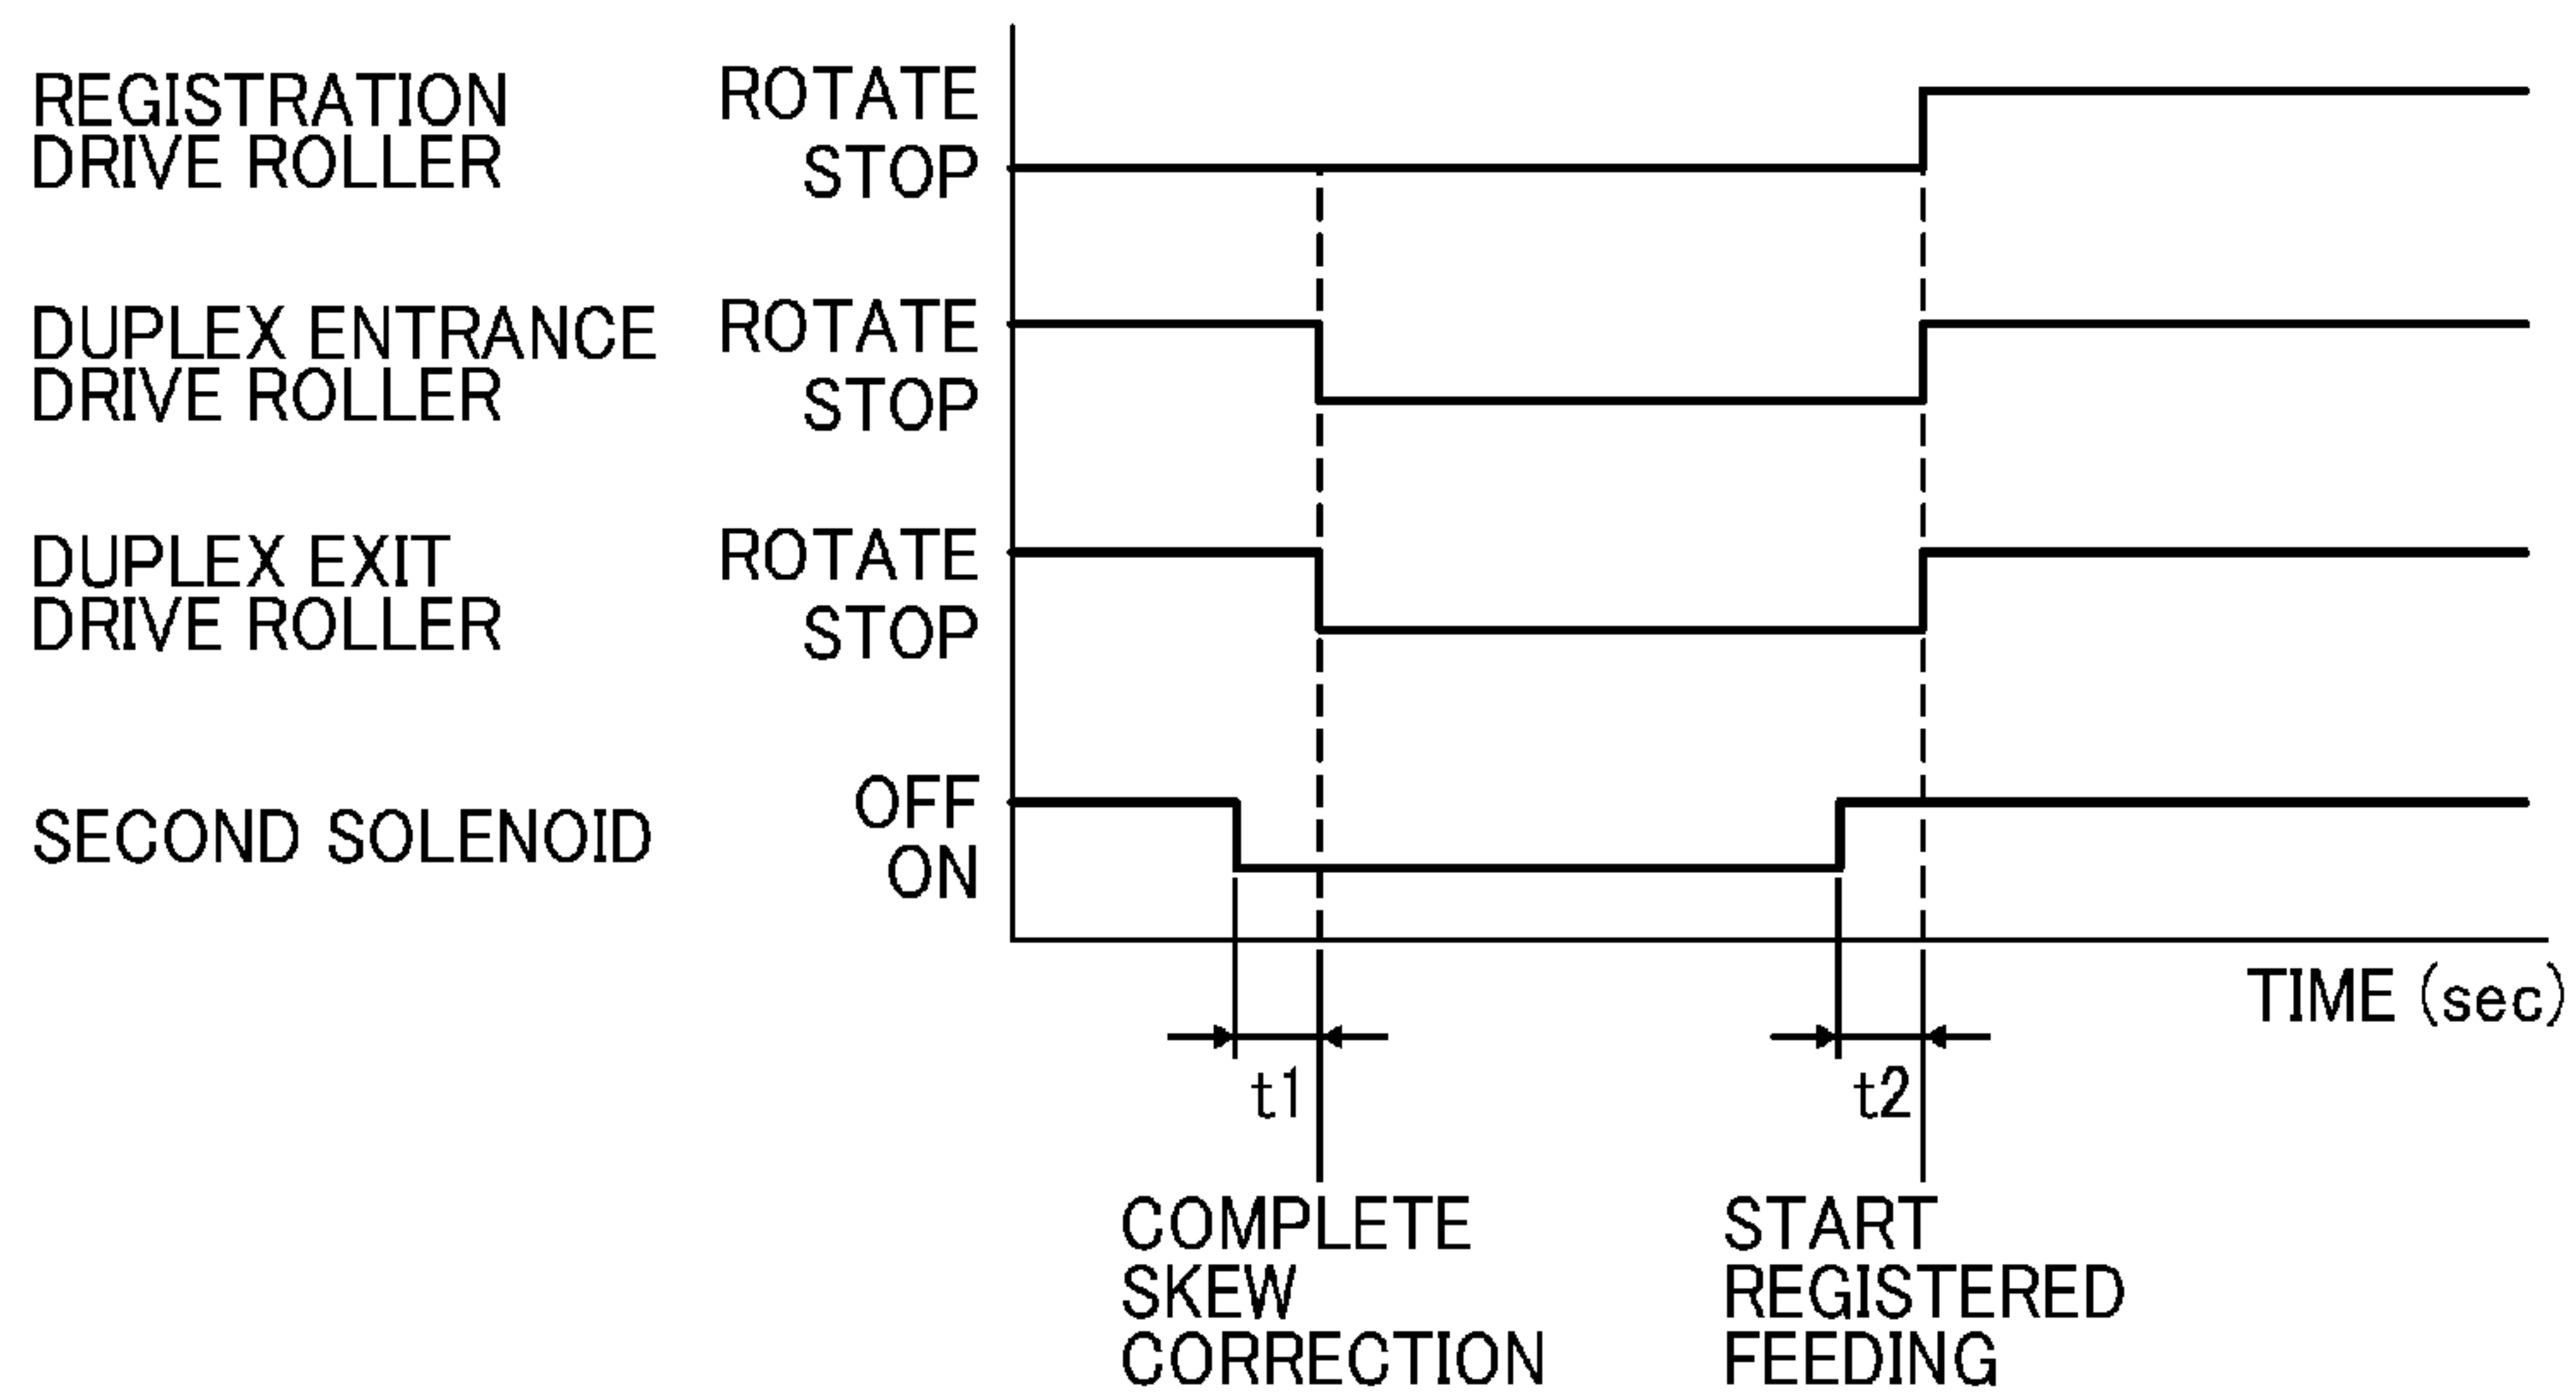 REGISTRATION
DRIVE ROLLER
ROTATE
STOP
DUPLEX ENTRANCE
DRIVE ROLLER
ROTATE
STOP
DUPLEX EXIT
DRIVE ROLLER
ROTATE
STOP
SECOND SOLENOID
OFF
ON
TIME (sec)
t1
t2
COMPLETE
SKEW
CORRECTION
START
REGISTERED
FEEDING